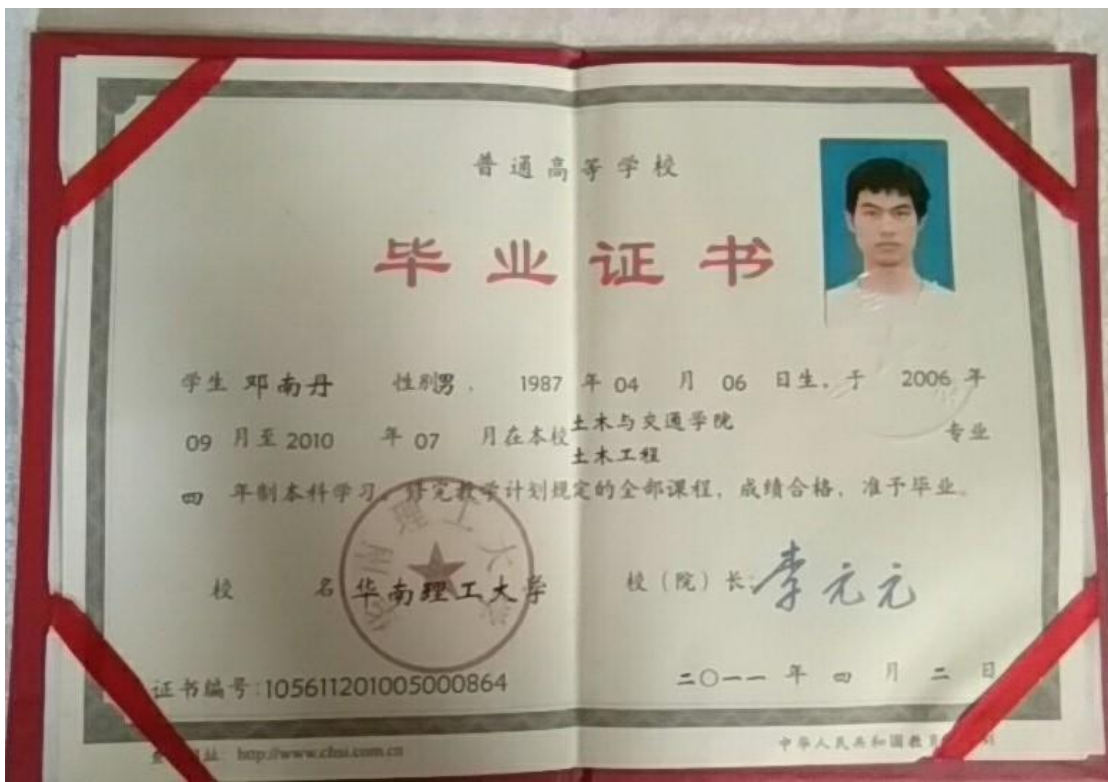 普通高等学校
毕业证书
学生 邓南丹 性别男， 1987 年 04 月 06 日生，于 2006 年
09 月至 2010 年 07 月在本校土木与交通学院
土木工程 专业
四 年制本科学习，修完教学计划规定的全部课程，成绩合格，准予毕业。
校 名 华南理工大学 校（院）长：李元元
证书编号：105611201005000864 二〇一一 年 四 月 二 日
http://www.chsi.com.cn 中华人民共和国教育